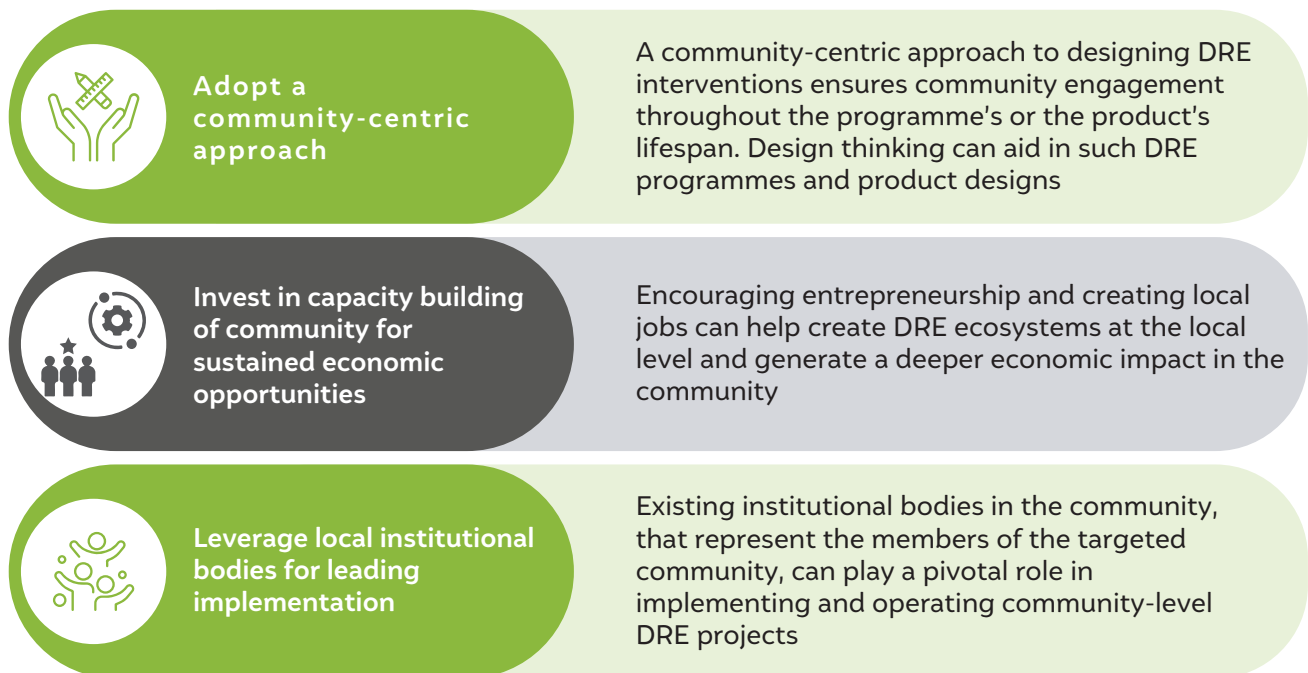 Adopt a
community-centric
approach
A community-centric approach to designing DRE
interventions ensures community engagement
throughout the programme's or the product's
lifespan. Design thinking can aid in such DRE
programmes and product designs
Invest in capacity building
of community for
sustained economic
opportunities
Encouraging entrepreneurship and creating local
jobs can help create DRE ecosystems at the local
level and generate a deeper economic impact in the
community
Leverage local institutional
bodies for leading
implementation
Existing institutional bodies in the community,
that represent the members of the targeted
community, can play a pivotal role in
implementing and operating community-level
DRE projects